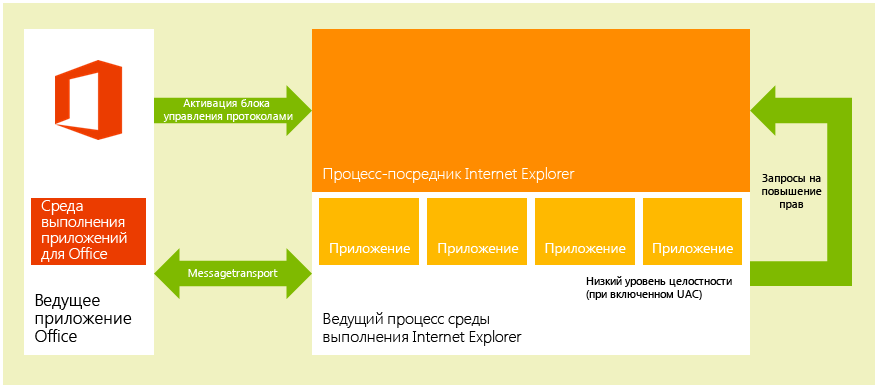 Активация блока
управления протоколами
Процесс-посредник Internet Explorer
Запросы на
повышение
прав
Среда
выполнения
приложений
для Office
Приложение
Приложение
Приложение
Приложение
Messagetransport
Низкий уровень целостности
(при включенном UAC)
Ведущее
приложение
Office
Ведущий процесс среды
выполнения Internet Explorer